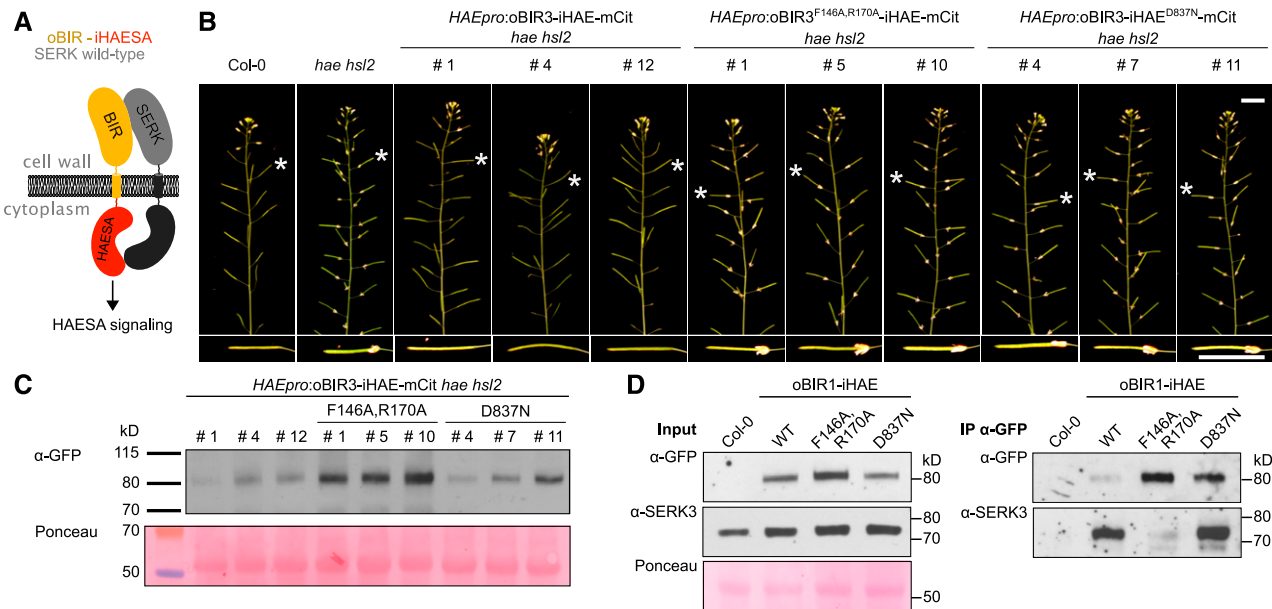 A
oBIR - iHAESA
SERK wild-type
BIR
SERK
cell wall
cytoplasm
HAESA
HAESA signaling
B
HAEpro:oBIR3-iHAE-mCit
hae hsl2
HAEpro:oBIR3F146A,R170A-iHAE-mCit
hae hsl2
HAEpro:oBIR3-iHAED837N-mCit
hae hsl2
Col-0
hae hsl2
# 1
# 4
# 12
# 1
# 5
# 10
# 4
# 7
# 11
* * * * * * * * * *
C
HAEpro:oBIR3-iHAE-mCit hae hsl2
F146A,R170A
D837N
kD
# 1
# 4
# 12
# 1
# 5
# 10
# 4
# 7
# 11
α-GFP
115
80
70
Ponceau
70
50
D
oBIR1-iHAE
Input
Col-0
WT
F146A,
R170A
D837N
α-GFP
kD
80
α-SERK3
80
70
Ponceau
50
oBIR1-iHAE
IP α-GFP
Col-0
WT
F146A,
R170A
D837N
α-GFP
kD
80
α-SERK3
80
70